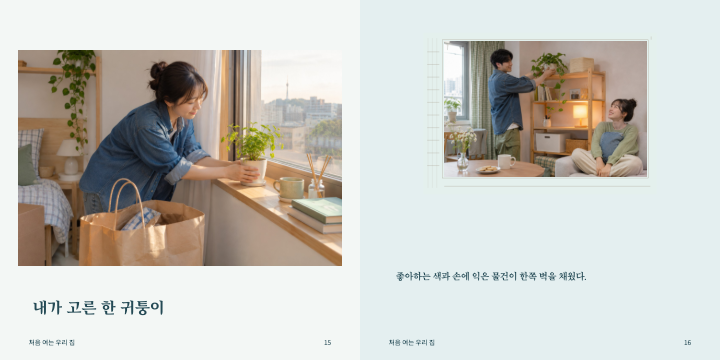 내가 고른 한 귀퉁이
처음 여는 우리 집
15
좋아하는 색과 손에 익은 물건이 한쪽 벽을 채웠다.
처음 여는 우리 집
16